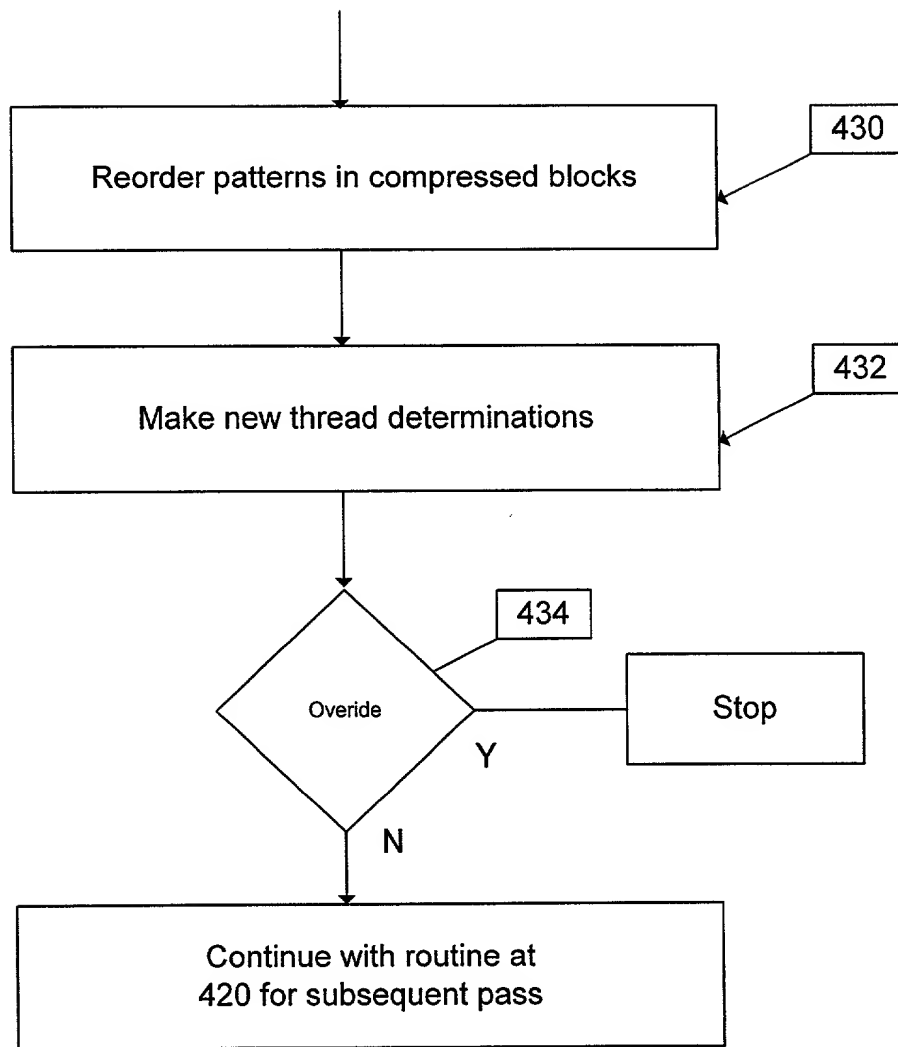 430
Reorder patterns in compressed blocks
432
Make new thread determinations
434
Overide
Stop
Y
N
Continue with routine at
420 for subsequent pass